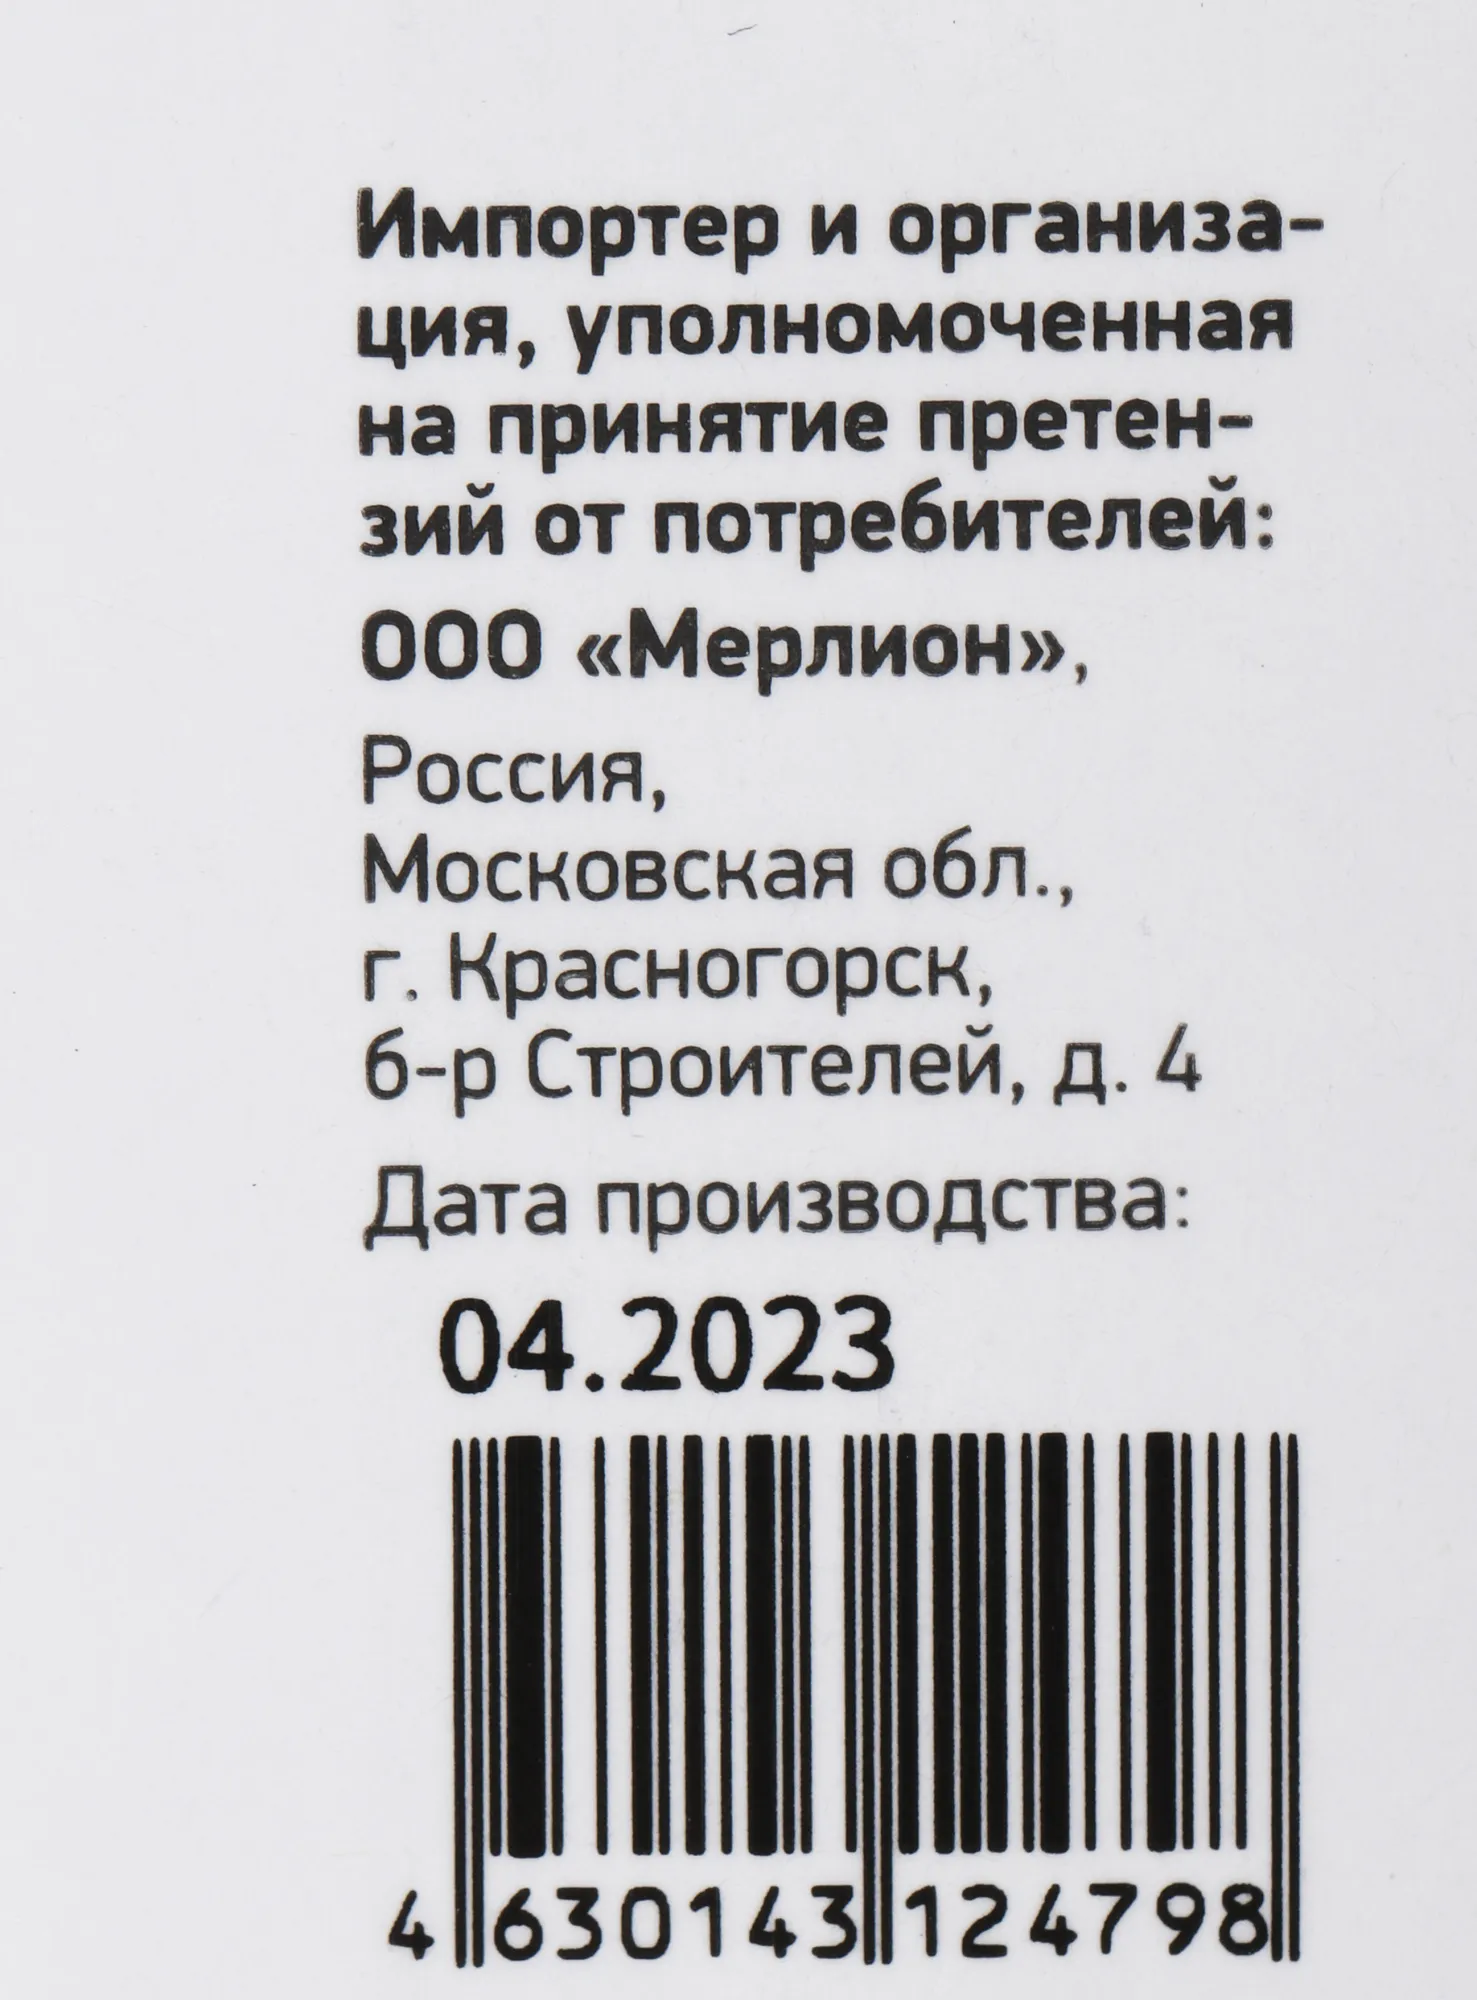 Импортер и организа-
ция, уполномоченная
на принятие претен-
зий от потребителей:
ООО «Мерлион»,
Россия,
Московская обл.,
г. Красногорск,
б-р Строителей, д. 4
Дата производства:
04.2023
4 630143 124798